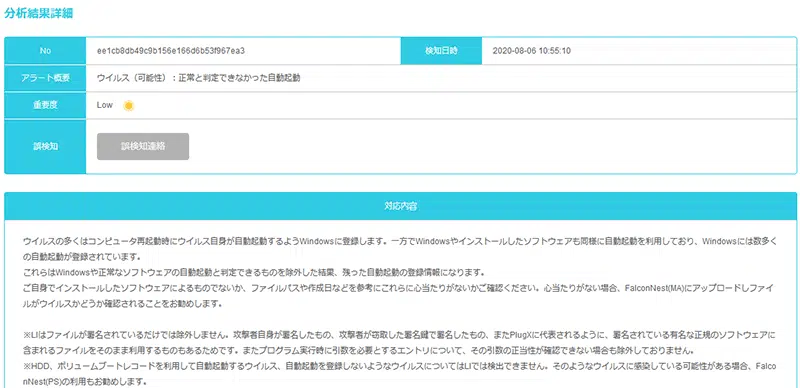 分析結果詳細
No ee1cb8db49c9b156e166d6b53f967ea3 検知日時 2020-08-06 10:55:10
アラート概要 ウイルス（可能性）：正常と判定できなかった自動起動
重要度 Low
誤検知 誤検知連絡
対応内容
ウイルスの多くはコンピュータ再起動時にウイルス自身が自動起動するようWindowsに登録します。一方でWindowsやインストールしたソフトウェアも同様に自動起動を利用しており、Windowsには数多く
の自動起動が登録されています。
これらはWindowsや正常なソフトウェアの自動起動と判定できるものを除外した結果、残った自動起動の登録情報になります。
ご自身でインストールしたソフトウェアによるものでないか、ファイルパスや作成日などを参考にこれらに心当たりがないかご確認ください。心当たりがない場合、FalconNest(MA)にアップロードしファイ
ルがウイルスかどうか確認されることをお勧めします。
※LIはファイルが署名されているだけでは除外しません。攻撃者自身が署名したもの、攻撃者が窃取した署名鍵で署名したもの、またPlugXに代表されるように、署名されている有名な正規のソフトウェアに
含まれるファイルをそのまま利用するものもあるためです。またプログラム実行時に引数を必要とするエントリについて、その引数の正当性が確認できない場合も除外しておりません。
※HDD、ボリュームブートレコードを利用して自動起動するウイルス、自動起動を登録しないようなウイルスについてはLIでは検出できません。そのようなウイルスに感染している可能性がある場合、Falco
nNest(PS)の利用もお勧めします。